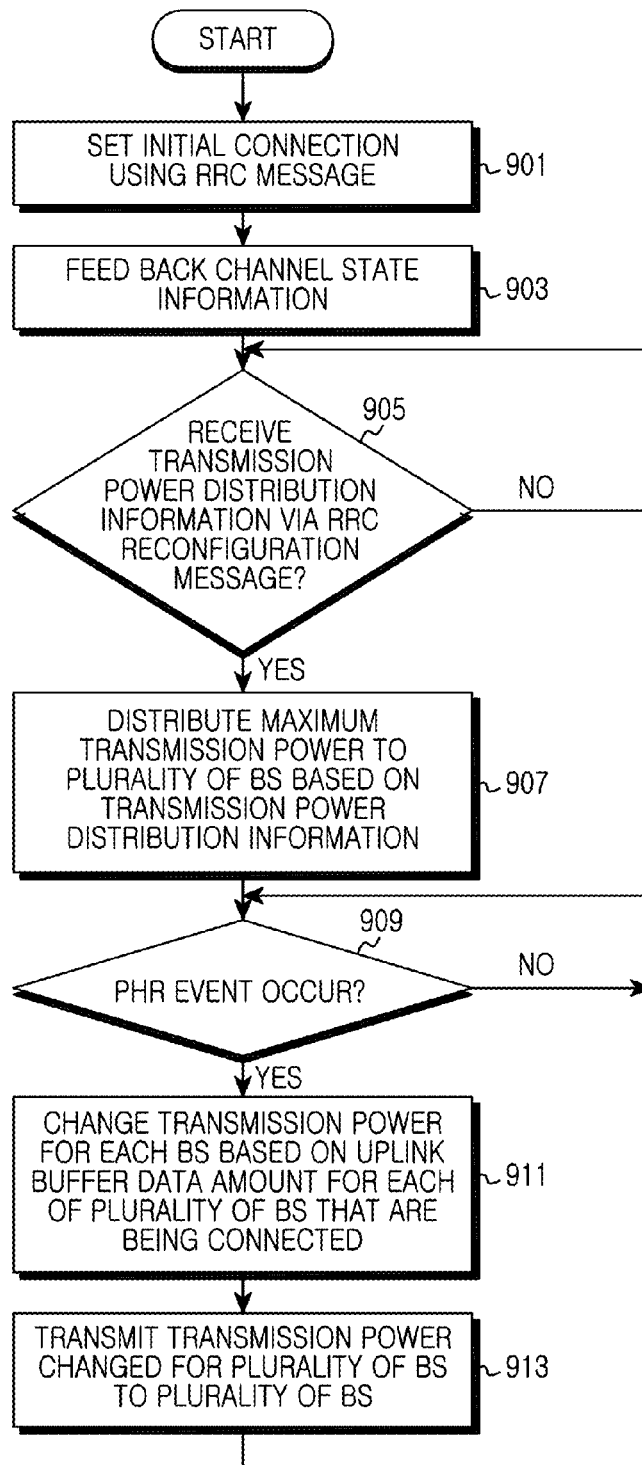 START
SET INITIAL CONNECTION
USING RRC MESSAGE
901
FEED BACK CHANNEL STATE
INFORMATION
903
905
RECEIVE
TRANSMISSION
POWER DISTRIBUTION
INFORMATION VIA RRC
RECONFIGURATION
MESSAGE?
NO
YES
DISTRIBUTE MAXIMUM
TRANSMISSION POWER TO
PLURALITY OF BS BASED ON
TRANSMISSION POWER
DISTRIBUTION INFORMATION
907
909
PHR EVENT OCCUR?
NO
YES
CHANGE TRANSMISSION POWER
FOR EACH BS BASED ON UPLINK
BUFFER DATA AMOUNT FOR EACH
OF PLURALITY OF BS THAT ARE
BEING CONNECTED
911
TRANSMIT TRANSMISSION POWER
CHANGED FOR PLURALITY OF BS
TO PLURALITY OF BS
913